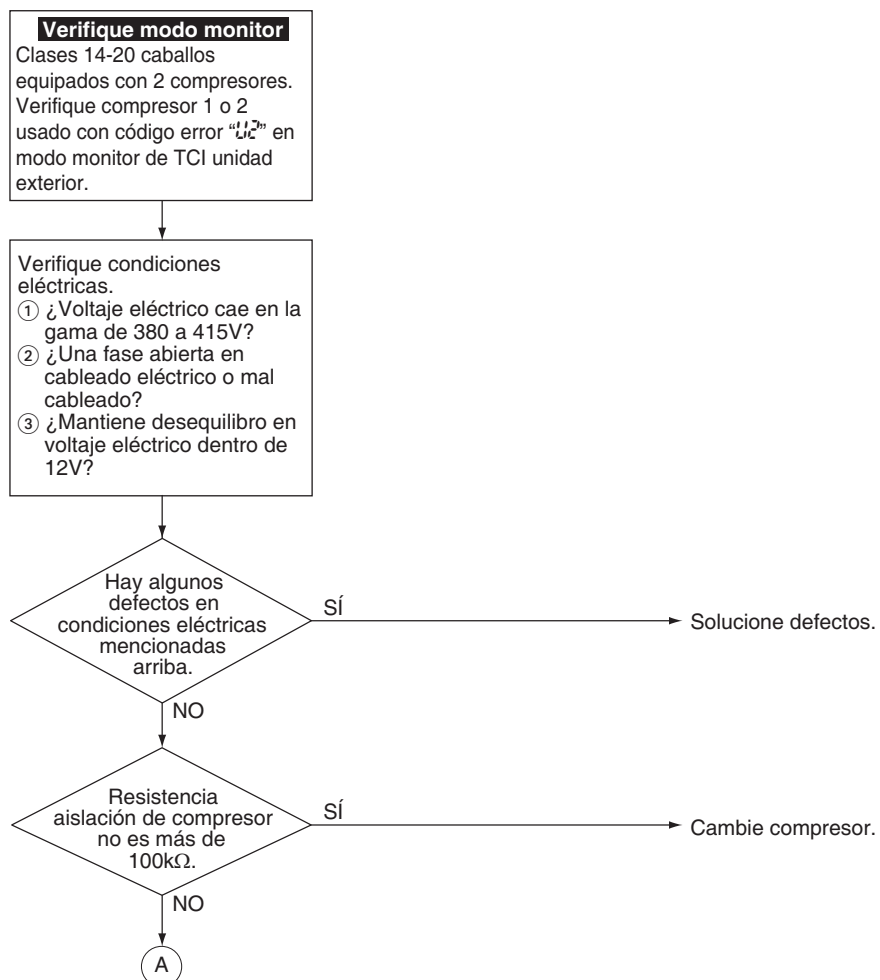 Verifique modo monitor
Clases 14-20 caballos
equipados con 2 compresores.
Verifique compresor 1 o 2
usado con código error “U2” en
modo monitor de TCI unidad
exterior.
Verifique condiciones
eléctricas.
① ¿Voltaje eléctrico cae en la
gama de 380 a 415V?
② ¿Una fase abierta en
cableado eléctrico o mal
cableado?
③ ¿Mantiene desequilibro en
voltaje eléctrico dentro de
12V?
Hay algunos
defectos en
condiciones eléctricas
mencionadas
arriba.
SÍ
Solucione defectos.
NO
Resistencia
aislación de compresor
no es más de
100kΩ.
SÍ
Cambie compresor.
NO
A